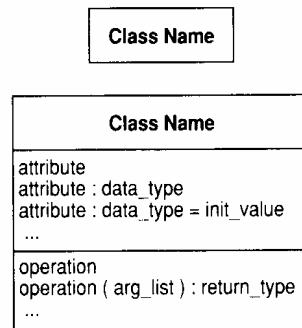 Class Name
Class Name
attribute
attribute : data_type
attribute : data_type = init_value
...
operation
operation ( arg_list ) : return_type
...